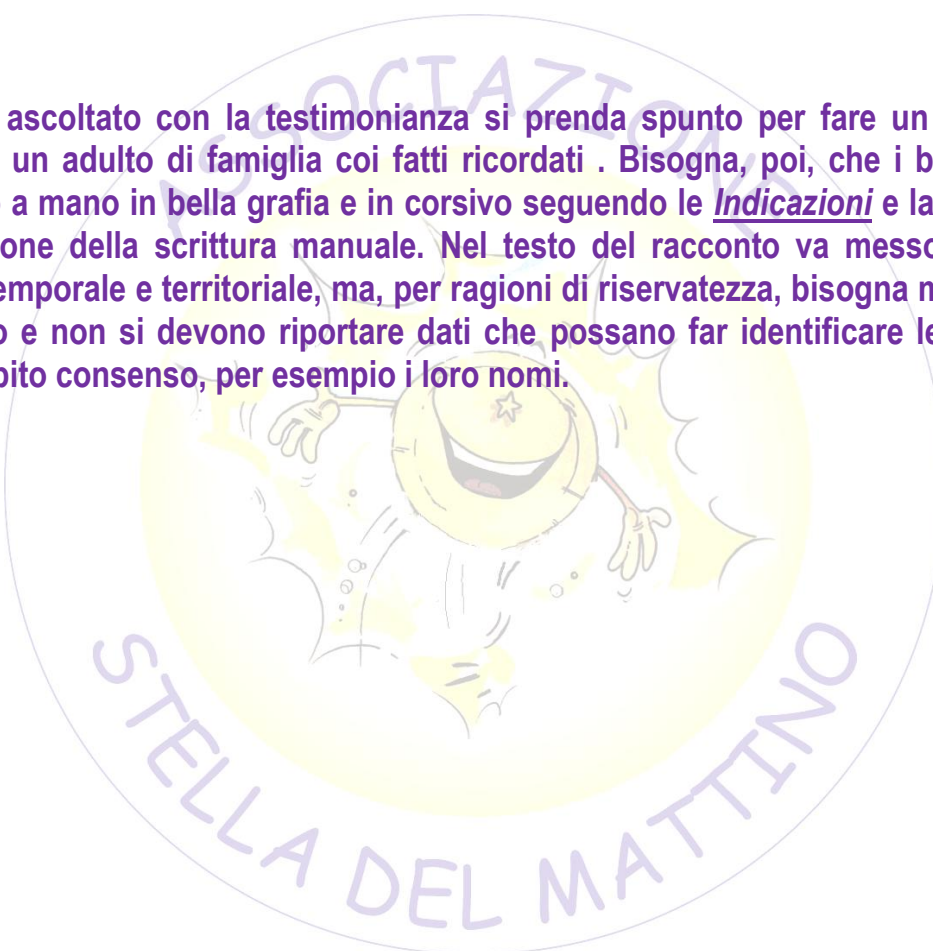 ascoltato con la testimonianza si prenda spunto per fare un
un adulto di famiglia coi fatti ricordati . Bisogna, poi, che i b
a mano in bella grafia e in corsivo seguendo le Indicazioni e la
one della scrittura manuale. Nel testo del racconto va messo
emporale e territoriale, ma, per ragioni di riservatezza, bisogna
o e non si devono riportare dati che possano far identificare le
bito consenso, per esempio i loro nomi.
ASSOCIAZIONE
STELLA DEL MATTINO